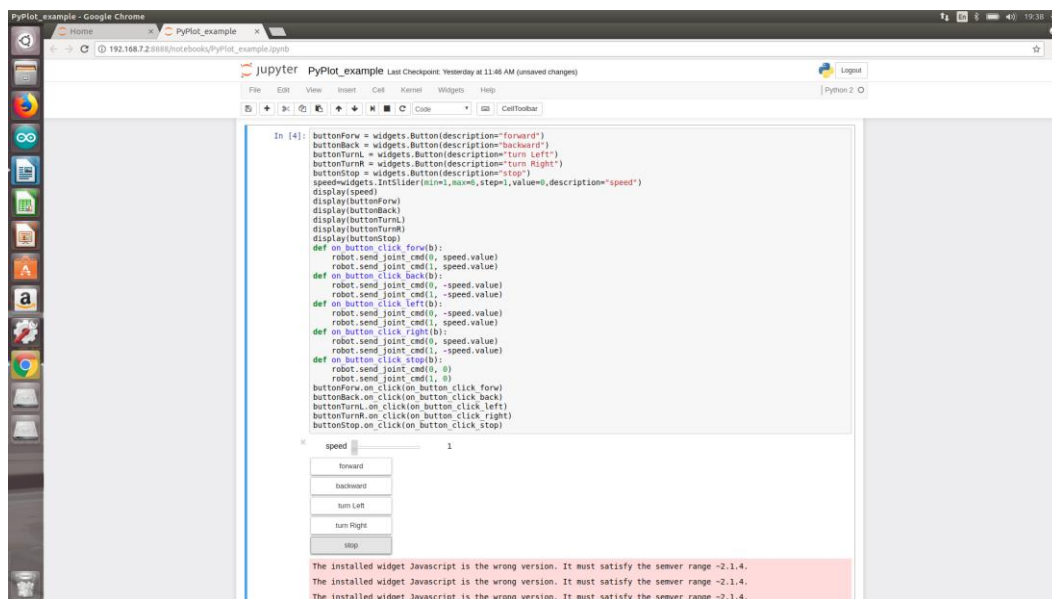 PyPlot_example - Google Chrome
En
19:38
Home
PyPlot_example
192.168.7.2:8888/notebooks/PyPlot_example.ipynb
jupyter PyPlot_example Last Checkpoint: Yesterday at 11:46 AM (unsaved changes)
Logout
File Edit View Insert Cell Kernel Widgets Help
Python 2
Code
CellToolbar
In [4]: buttonForw = widgets.Button(description="forward")
buttonBack = widgets.Button(description="backward")
buttonTurnL = widgets.Button(description="turn Left")
buttonTurnR = widgets.Button(description="turn Right")
buttonStop = widgets.Button(description="stop")
speed=widgets.IntSlider(min=1,max=6,step=1,value=0,description="speed")
display(speed)
display(buttonForw)
display(buttonBack)
display(buttonTurnL)
display(buttonTurnR)
display(buttonStop)
def on_button_click_forw(b):
robot.send_joint_cmd(0, speed.value)
robot.send_joint_cmd(1, speed.value)
def on_button_click_back(b):
robot.send_joint_cmd(0, -speed.value)
robot.send_joint_cmd(1, -speed.value)
def on_button_click_left(b):
robot.send_joint_cmd(0, -speed.value)
robot.send_joint_cmd(1, speed.value)
def on_button_click_right(b):
robot.send_joint_cmd(0, speed.value)
robot.send_joint_cmd(1, -speed.value)
def on_button_click_stop(b):
robot.send_joint_cmd(0, 0)
robot.send_joint_cmd(1, 0)
buttonForw.on_click(on_button_click_forw)
buttonBack.on_click(on_button_click_back)
buttonTurnL.on_click(on_button_click_left)
buttonTurnR.on_click(on_button_click_right)
buttonStop.on_click(on_button_click_stop)
speed 1
forward
backward
turn Left
turn Right
stop
The installed widget Javascript is the wrong version. It must satisfy the semver range ~2.1.4.
The installed widget Javascript is the wrong version. It must satisfy the semver range ~2.1.4.
The installed widget Javascript is the wrong version. It must satisfy the semver range ~2.1.4.